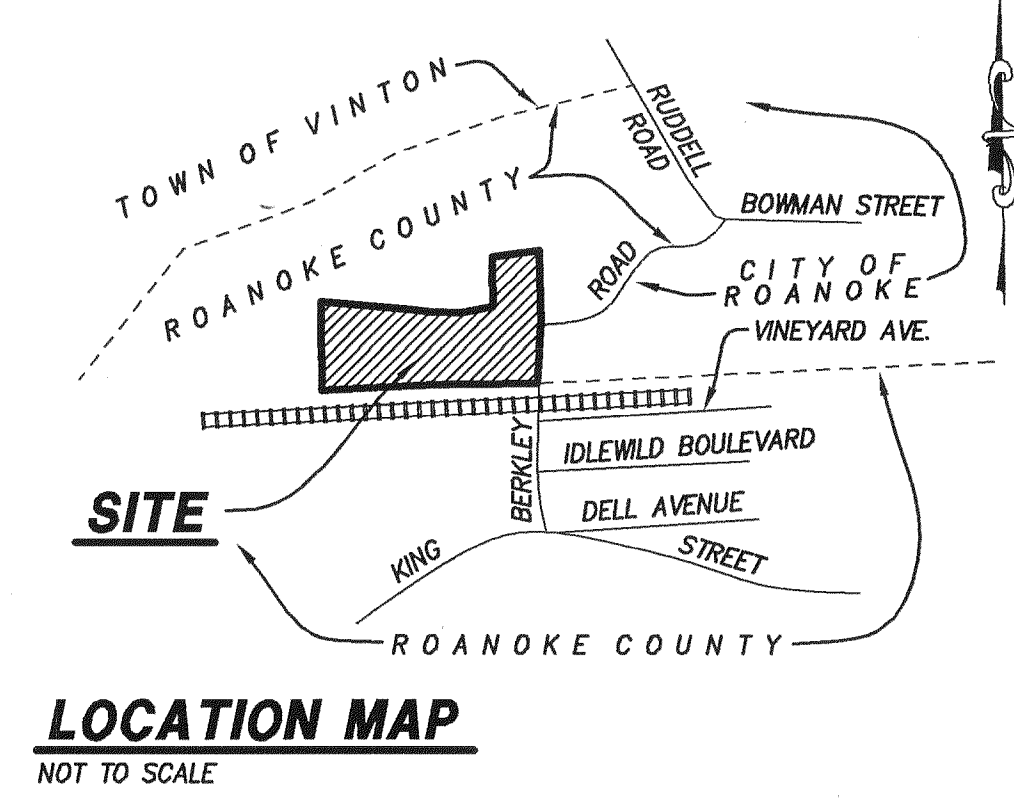 TOWN OF VINTON
RUDDELL
ROAD
ROANOKE COUNTY
BOWMAN STREET
ROAD
CITY OF
ROANOKE
VINEYARD AVE.
BERKLEY
IDLEWILD BOULEVARD
SITE
DELL AVENUE
KING
STREET
ROANOKE COUNTY
LOCATION MAP
NOT TO SCALE